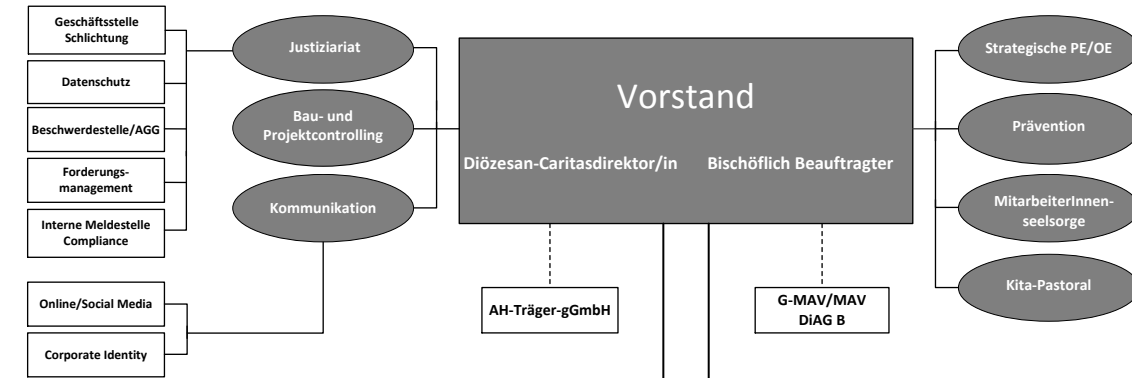 Geschäftsstelle
Schlichtung
Datenschutz
Beschwerdestelle/AGG
Forderungs-
management
Interne Meldestelle
Compliance
Online/Social Media
Corporate Identity
Justiziariat
Bau- und
Projektcontrolling
Kommunikation
Vorstand
Diözesan-Caritasdirektor/in Bischöflich Beauftragter
AH-Träger-gGmbH
G-MAV/MAV
DiAG B
Strategische PE/OE
Prävention
MitarbeiterInnen-
seelsorge
Kita-Pastoral